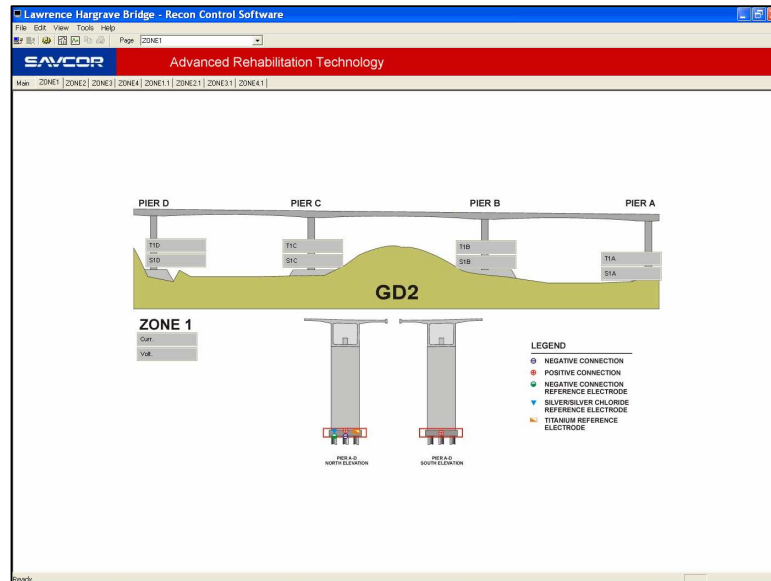 Lawrence Hargrave Bridge - Recon Control Software
File Edit View Tools Help
Page ZONE1
SAVCOR Advanced Rehabilitation Technology
Main ZONE1 ZONE2 ZONE3 ZONE4 ZONE1.1 ZONE2.1 ZONE3.1 ZONE4.1
PIER D PIER C PIER B PIER A
T1D T1C T1B T1A
S1D S1C S1B S1A
GD2
ZONE 1
Curr.
Volt.
LEGEND
NEGATIVE CONNECTION
POSITIVE CONNECTION
NEGATIVE CONNECTION
REFERENCE ELECTRODE
SILVER/SILVER CHLORIDE
REFERENCE ELECTRODE
TITANIUM REFERENCE
ELECTRODE
PIER A-D
NORTH ELEVATION
PIER A-D
SOUTH ELEVATION
Ready